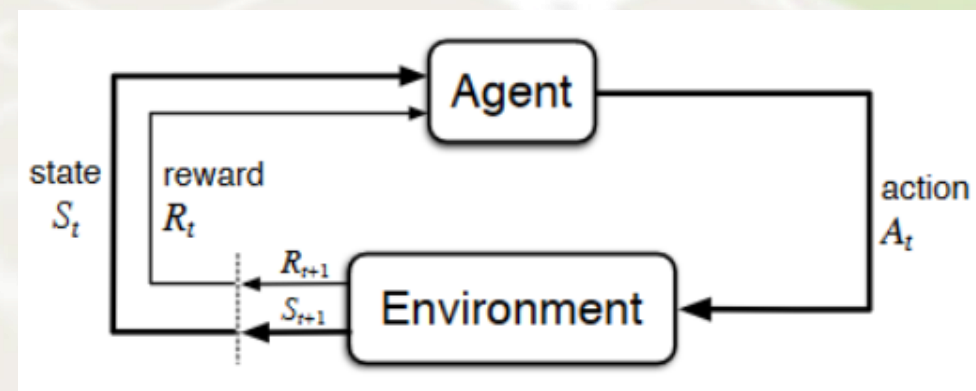 Agent
state
S_t
reward
R_t
action
A_t
R_{t+1}
S_{t+1}
Environment